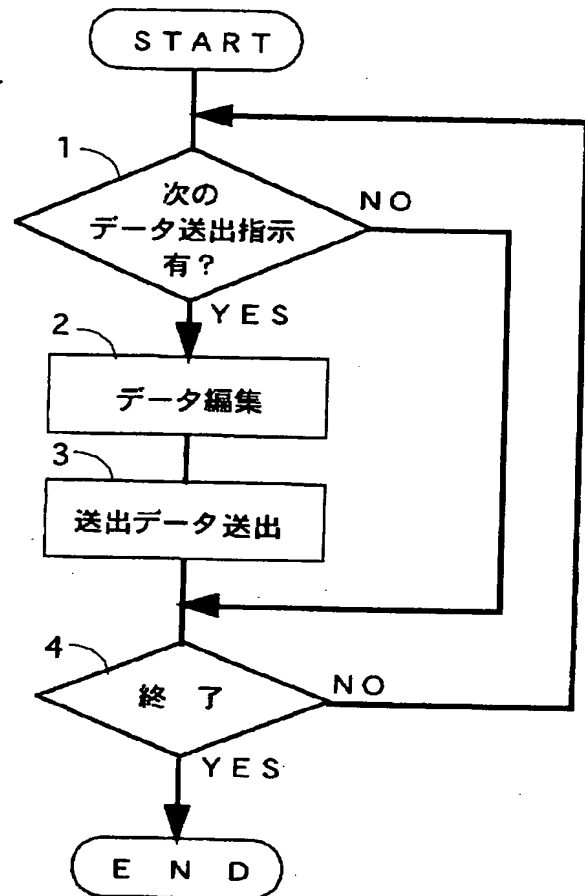 START
1
次の
データ送出指示
有?
NO
YES
2
データ編集
3
送出データ送出
4
終了
NO
YES
END